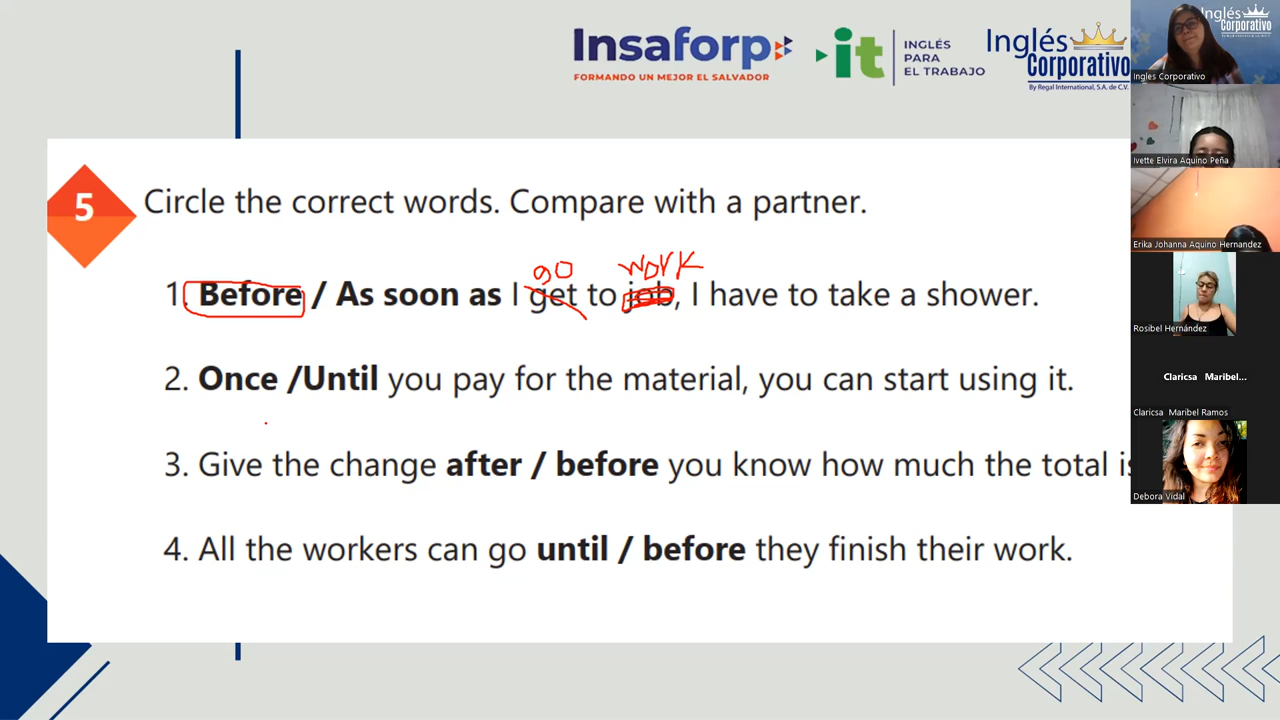 Insaforp
FORMANDO UN MEJOR EL SALVADOR
it
INGLÉS
PARA
EL TRABAJO
Inglés
Corporativo
By Regal International, S.A. de C.V.
Inglés
Corporativo
Ingles Corporativo
Ivette Elvira Aquino Peña
Erika Johanna Aquino Hernandez
Rosibel Hernández
Claricsa Maribel...
Claricsa Maribel Ramos
Debora Vidal
5
Circle the correct words. Compare with a partner.
go work
1. Before / As soon as I get to job, I have to take a shower.
2. Once /Until you pay for the material, you can start using it.
3. Give the change after / before you know how much the total is
4. All the workers can go until / before they finish their work.